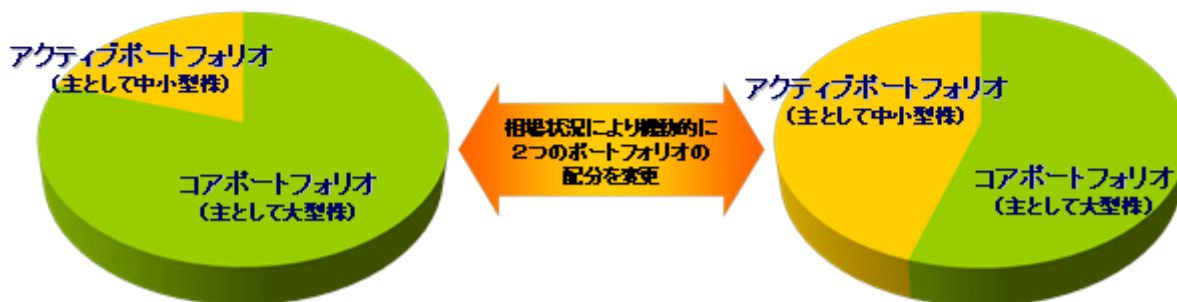 アクティブポートフォリオ
（主として中小型株）
コアポートフォリオ
（主として大型株）
相場状況により機動的に
２つのポートフォリオの
配分を変更
アクティブポートフォリオ
（主として中小型株）
コアポートフォリオ
（主として大型株）